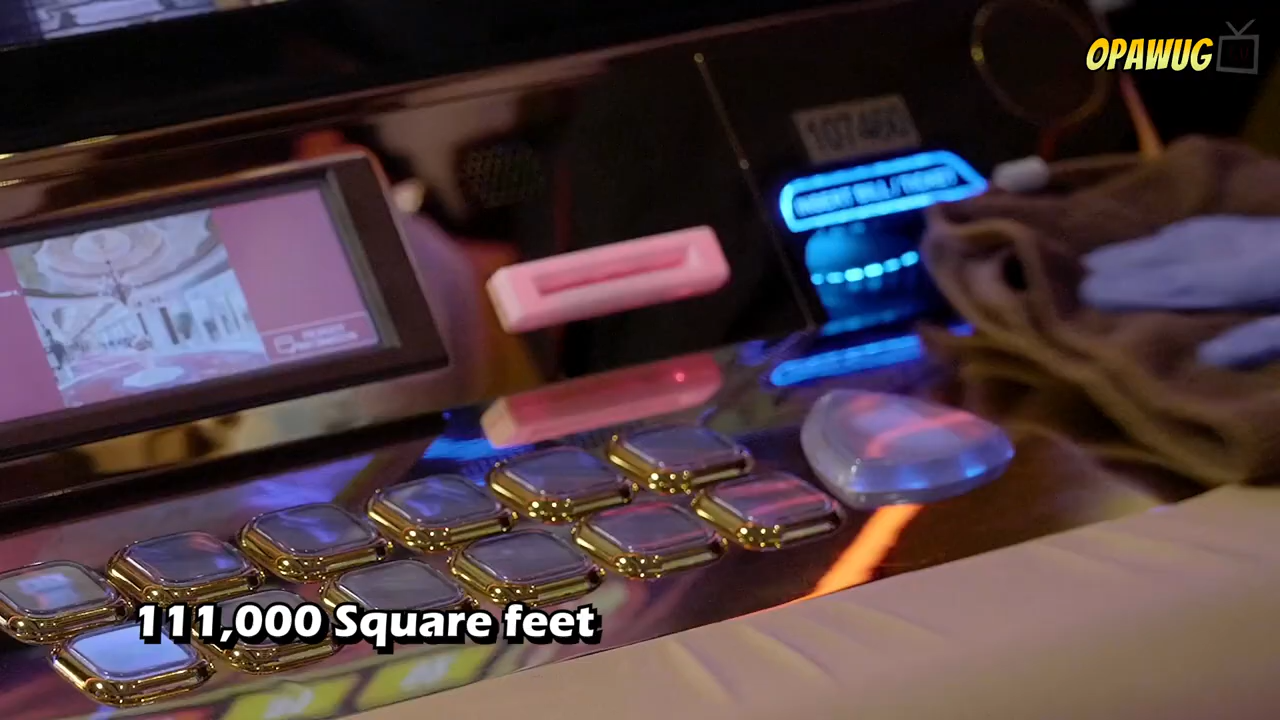 OPAWUG
107460
INSERT BILL / TICKET
111,000 Square feet